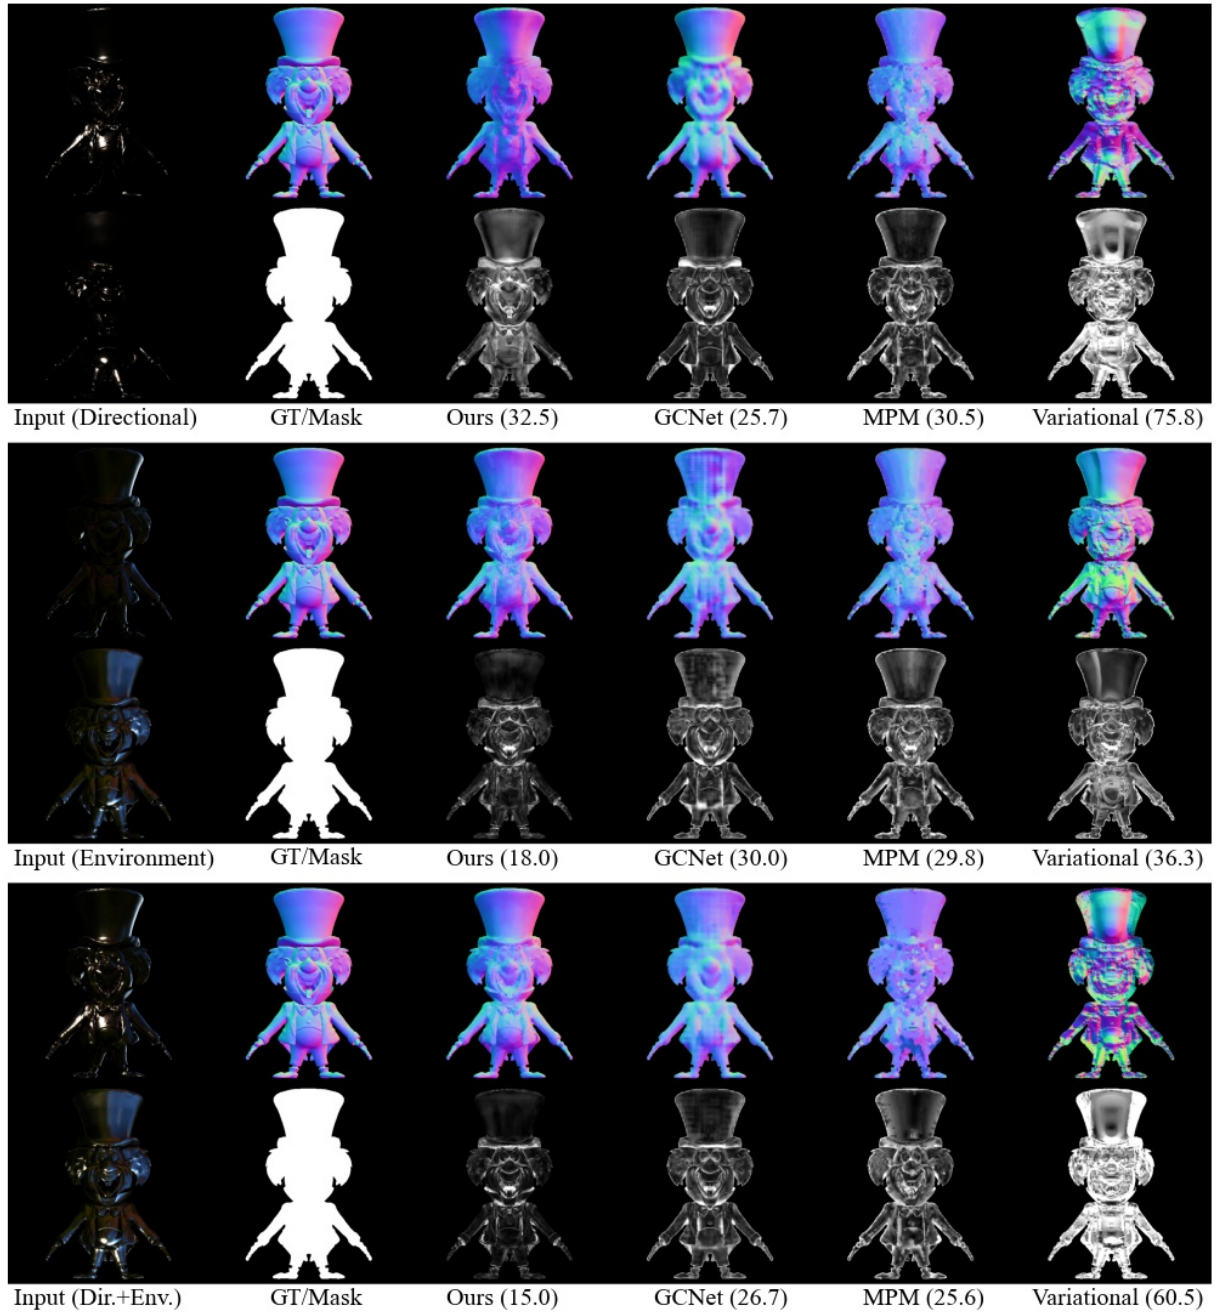 Input (Directional) GT/Mask Ours (32.5) GCNet (25.7) MPM (30.5) Variational (75.8)
Input (Environment) GT/Mask Ours (18.0) GCNet (30.0) MPM (29.8) Variational (36.3)
Input (Dir.+Env.) GT/Mask Ours (15.0) GCNet (26.7) MPM (25.6) Variational (60.5)